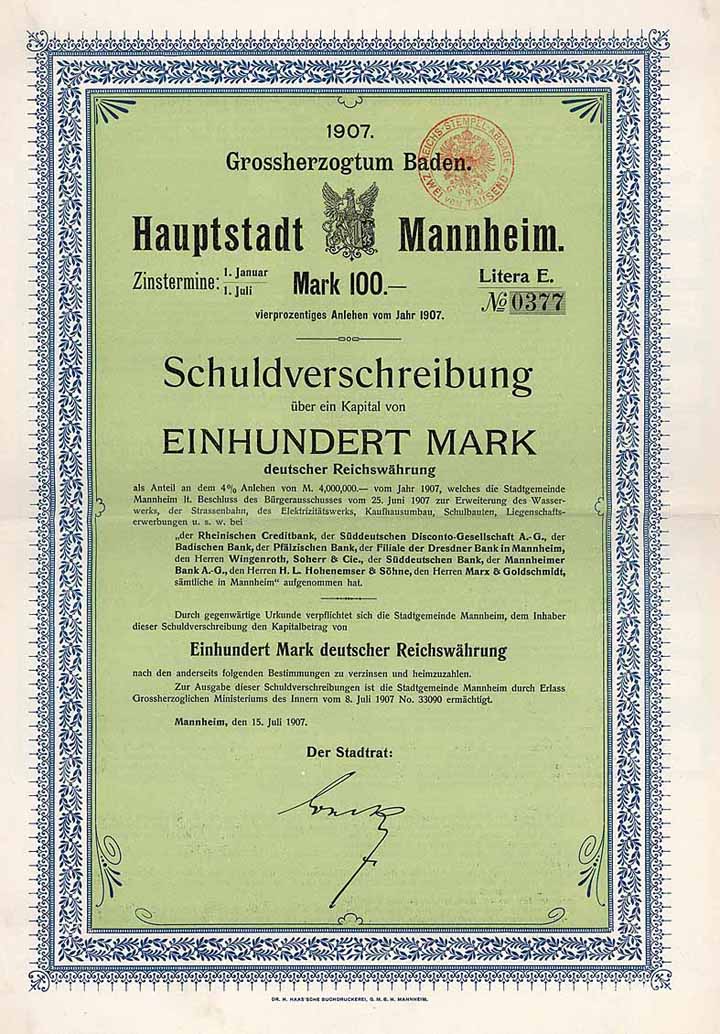 1907.
Grossherzogtum Baden.
REICHS-STEMPEL-ABGABE
ZWEI VON TAUSEND
Hauptstadt Mannheim.
Zinstermine: 1. Januar
1. Juli
Mark 100.—
Litera E.
No 0377
vierprozentiges Anlehen vom Jahr 1907.
Schuldverschreibung
über ein Kapital von
EINHUNDERT MARK
deutscher Reichswährung
als Anteil an dem 4% Anlehen von M. 4,000,000.— vom Jahr 1907, welches die Stadtgemeinde
Mannheim lt. Beschluss des Bürgerausschusses vom 25. Juni 1907 zur Erweiterung des Wasser-
werks, der Strassenbahn, des Elektrizitätswerks, Kaufhausumbau, Schulbauten, Liegenschafts-
erwerbungen u. s. w. bei
„der Rheinischen Creditbank, der Süddeutschen Disconto-Gesellschaft A.-G., der
Badischen Bank, der Pfälzischen Bank, der Filiale der Dresdner Bank in Mannheim,
den Herren Wingenroth, Soherr & Cie., der Süddeutschen Bank, der Mannheimer
Bank A.-G., den Herren H. L. Hohenemser & Söhne, den Herren Marx & Goldschmidt,
sämtliche in Mannheim“ aufgenommen hat.
Durch gegenwärtige Urkunde verpflichtet sich die Stadtgemeinde Mannheim, dem Inhaber
dieser Schuldverschreibung den Kapitalbetrag von
Einhundert Mark deutscher Reichswährung
nach den anderseits folgenden Bestimmungen zu verzinsen und heimzuzahlen.
Zur Ausgabe dieser Schuldverschreibungen ist die Stadtgemeinde Mannheim durch Erlass
Grossherzoglichen Ministeriums des Innern vom 8. Juli 1907 No. 33090 ermächtigt.
Mannheim, den 15. Juli 1907.
Der Stadtrat:
DR. H. HAAS'SCHE BUCHDRUCKEREI, G. M. B. H. MANNHEIM.